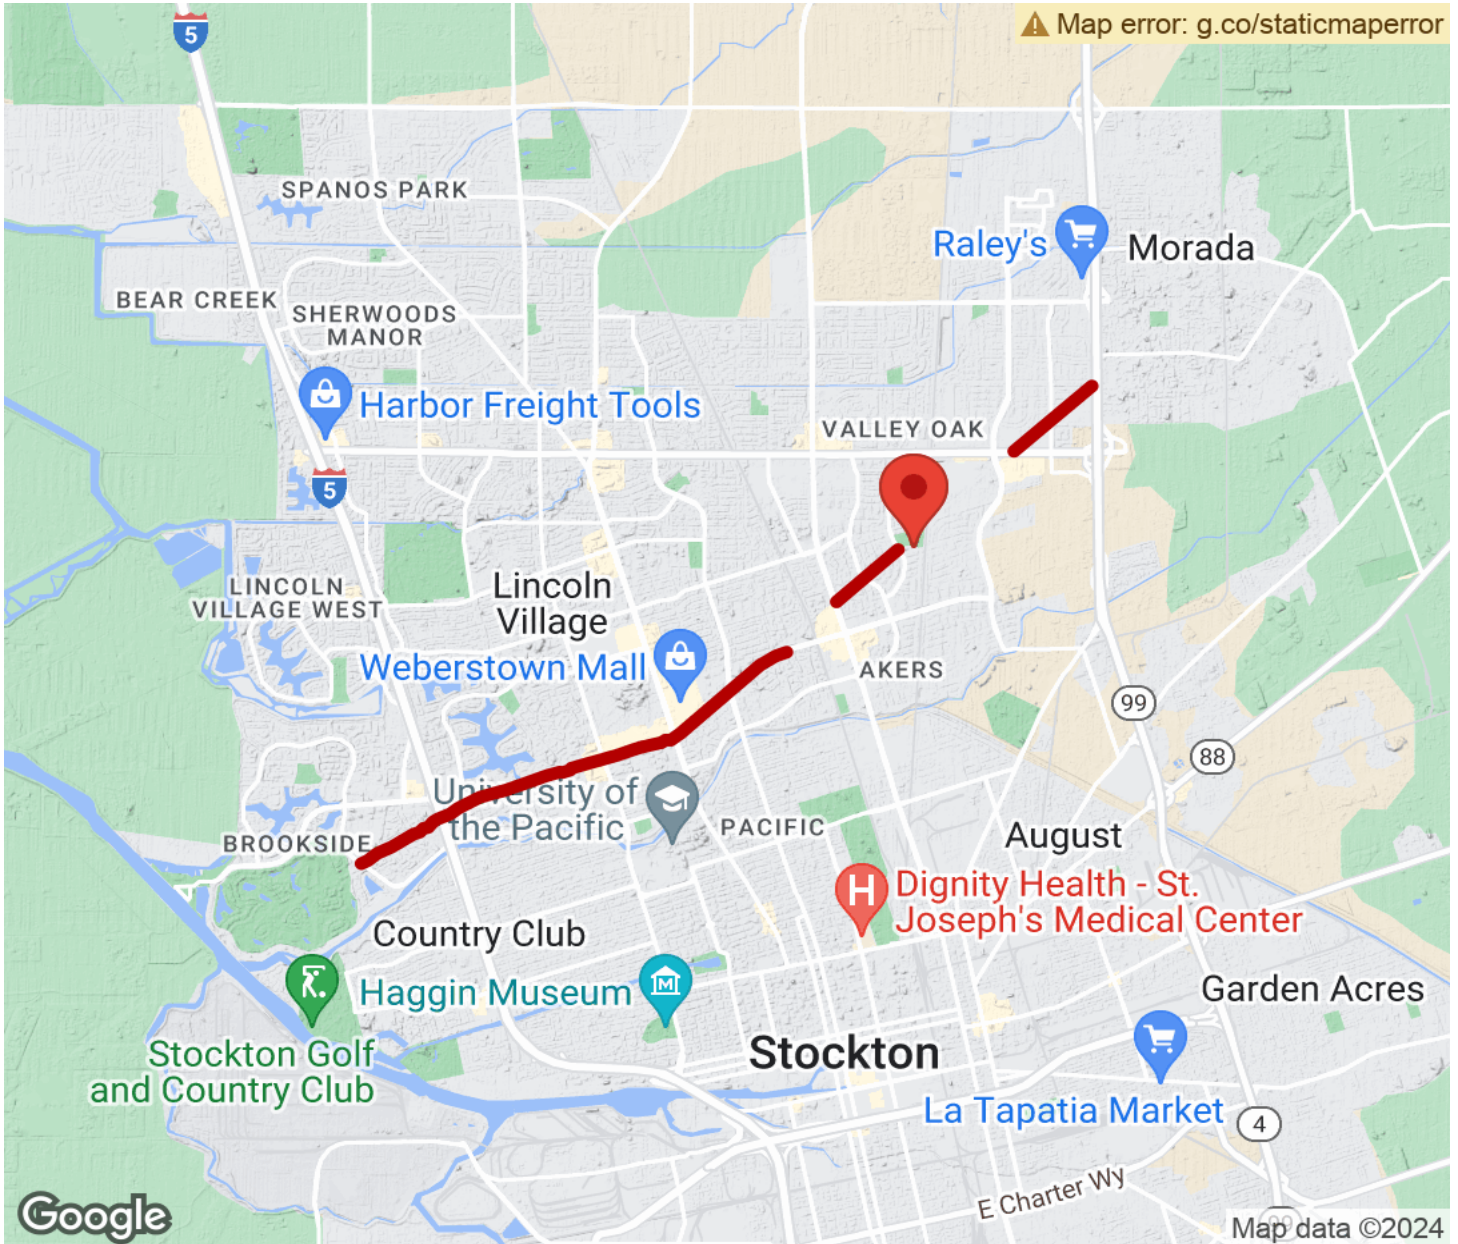 5
Map error: g.co/staticmaperror
SPANOS PARK
Raley's
Morada
BEAR CREEK
SHERWOODS
MANOR
Harbor Freight Tools
VALLEY OAK
5
Lincoln
Village
LINCOLN
VILLAGE WEST
Weberstown Mall
AKERS
99
88
University of
the Pacific
PACIFIC
August
BROOKSIDE
H
Dignity Health - St.
Joseph's Medical Center
Country Club
Haggin Museum
M
Garden Acres
Stockton Golf
and Country Club
Stockton
La Tapatia Market
4
E Charter Wy
Google
99
Map data ©2024